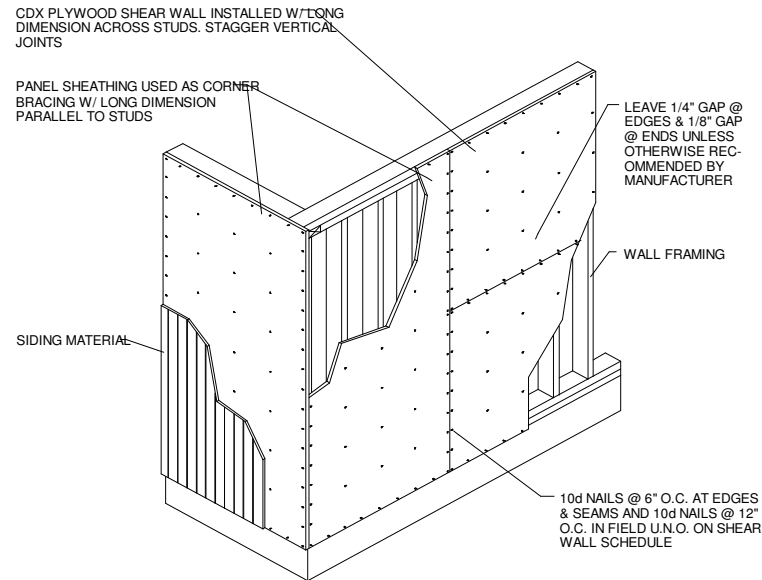 CDX PLYWOOD SHEAR WALL INSTALLED W/ LONG
DIMENSION ACROSS STUDS. STAGGER VERTICAL
JOINTS
PANEL SHEATHING USED AS CORNER
BRACING W/ LONG DIMENSION
PARALLEL TO STUDS
LEAVE 1/4" GAP @
EDGES & 1/8" GAP
@ ENDS UNLESS
OTHERWISE REC-
OMMENDED BY
MANUFACTURER
WALL FRAMING
SIDING MATERIAL
10d NAILS @ 6" O.C. AT EDGES
& SEAMS AND 10d NAILS @ 12"
O.C. IN FIELD U.N.O. ON SHEAR
WALL SCHEDULE